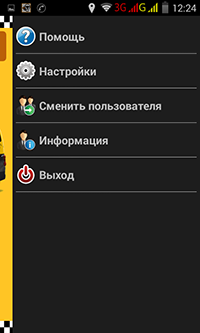 3G G 12:24
Помощь
Настройки
Сменить пользователя
Информация
Выход